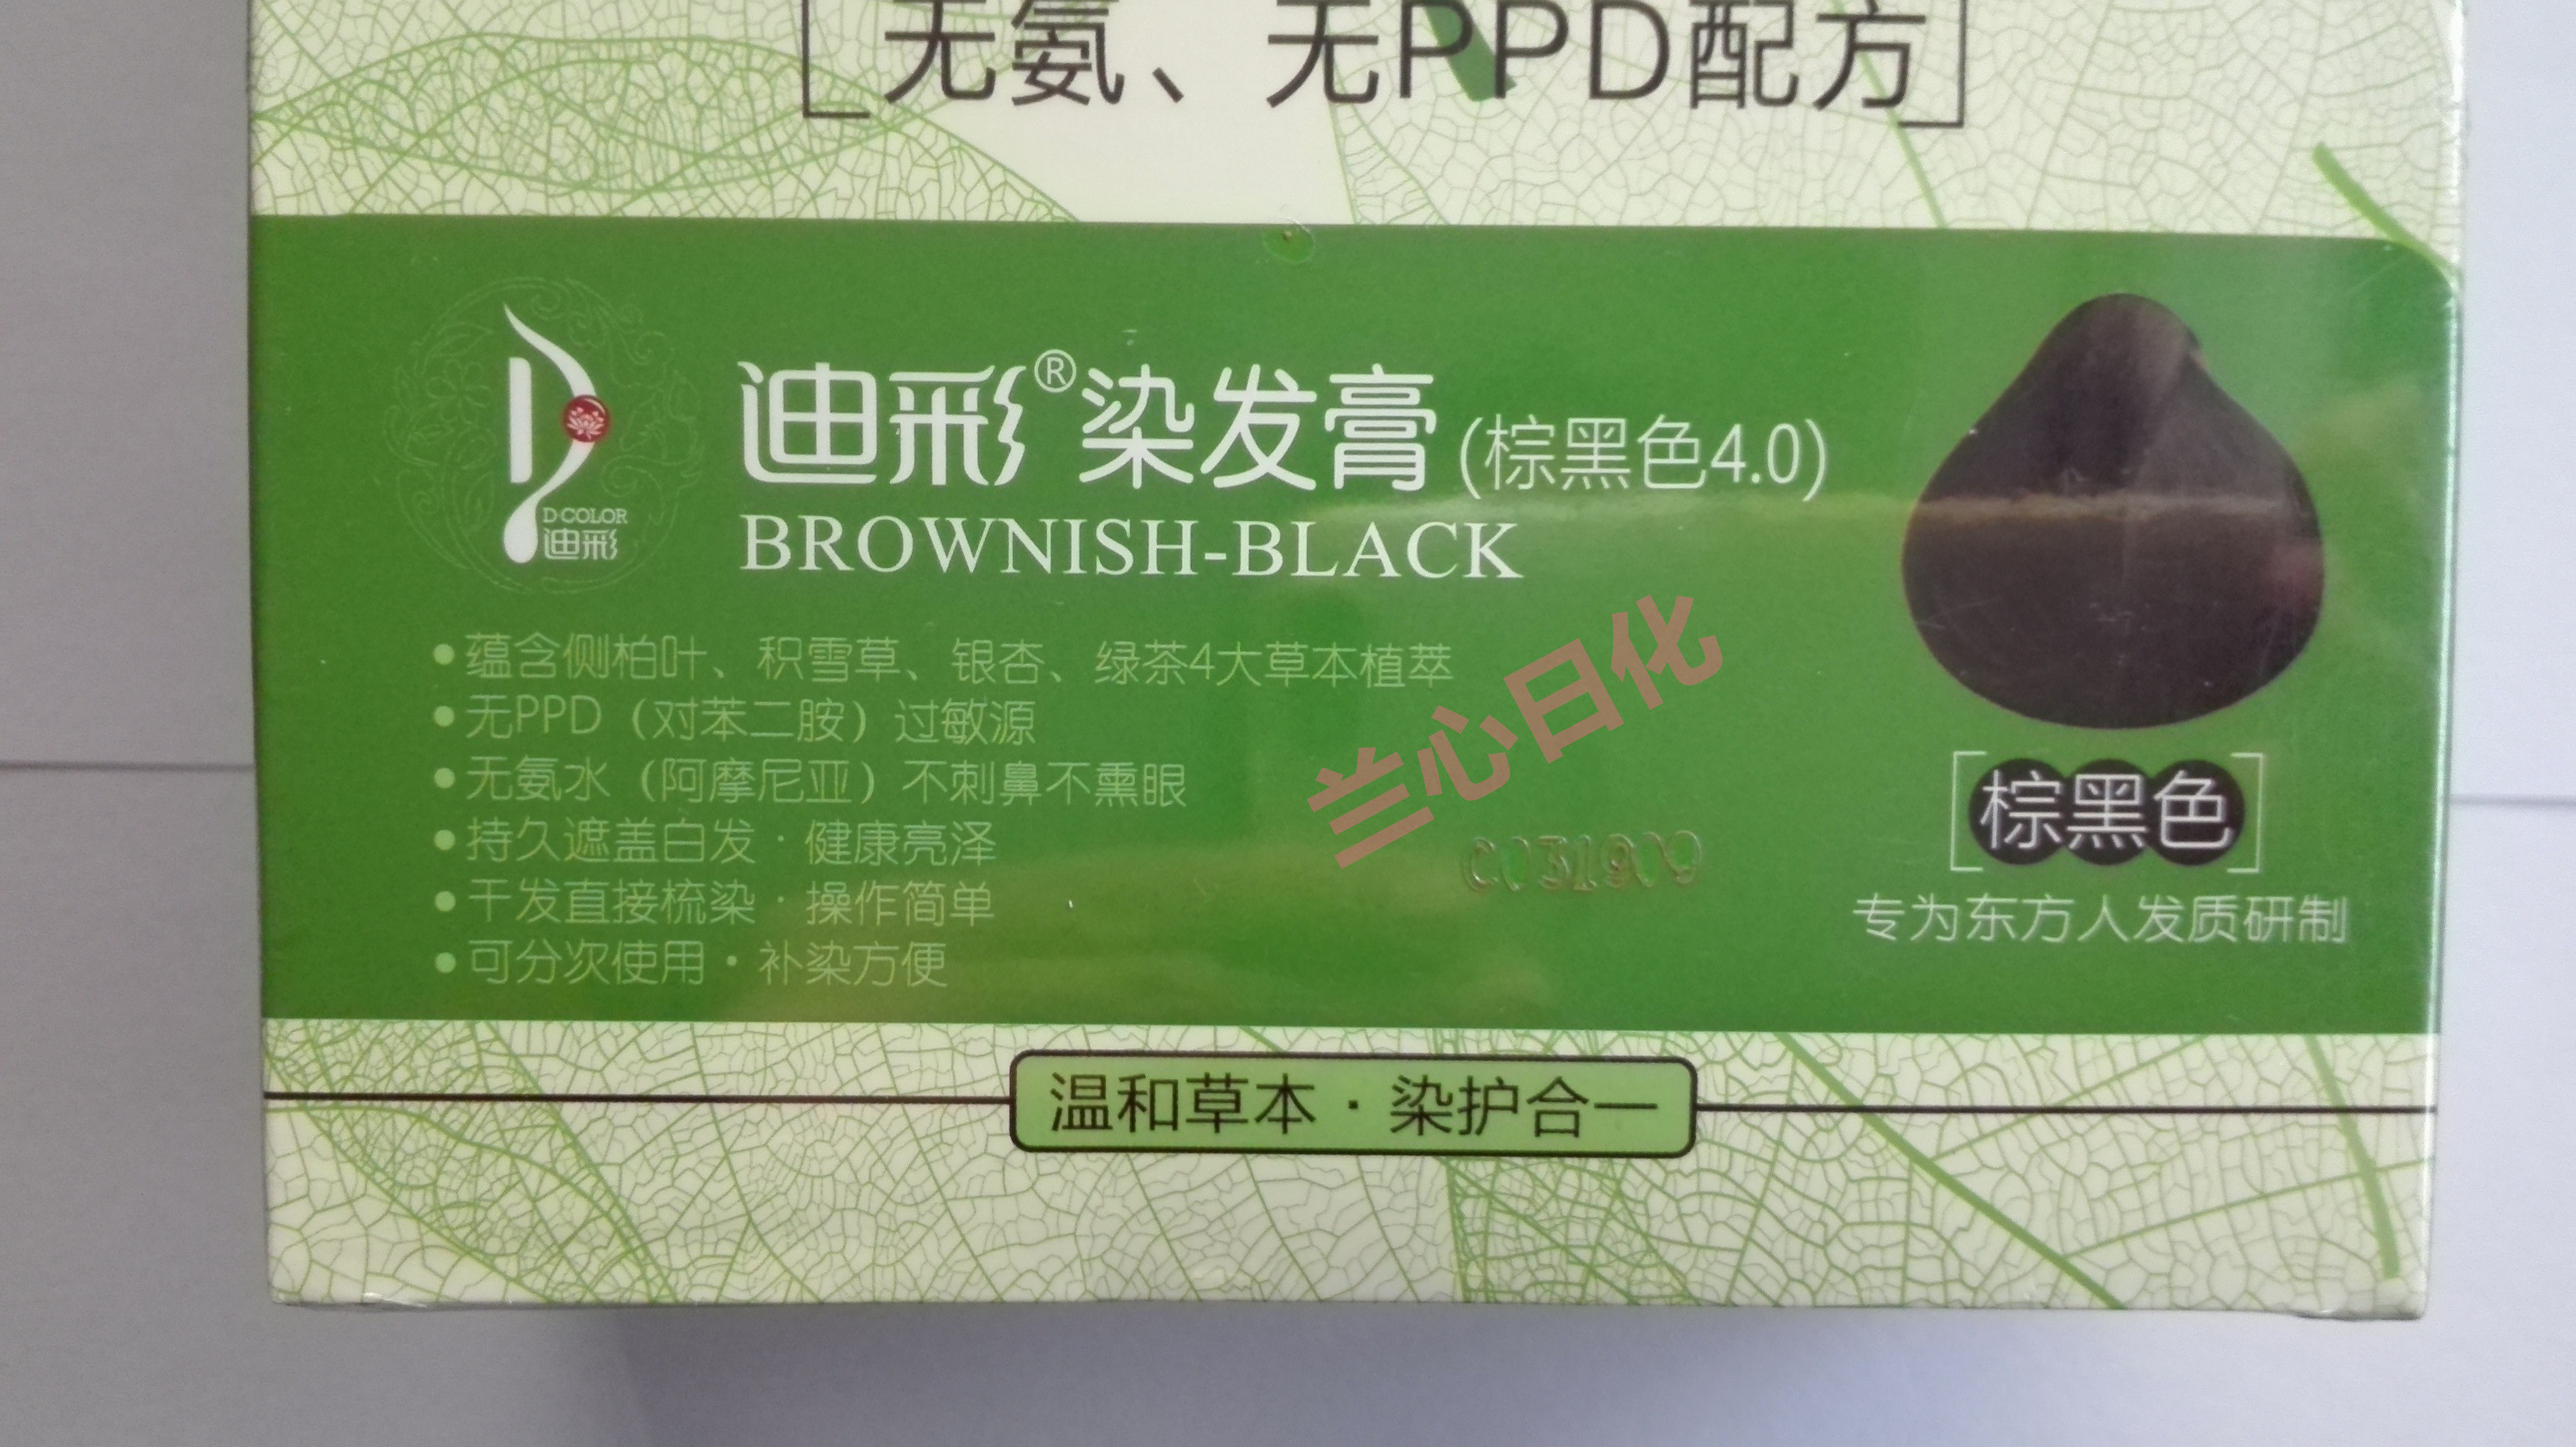 [无氨、无PPD配方]
迪彩®染发膏(棕黑色4.0)
BROWNISH-BLACK
D·COLOR
迪彩
•蕴含侧柏叶、积雪草、银杏、绿茶4大草本植萃
•无PPD（对苯二胺）过敏源
•无氨水（阿摩尼亚）不刺鼻不熏眼
•持久遮盖白发·健康亮泽
•干发直接梳染·操作简单
•可分次使用·补染方便
兰心日化
C031909
[棕黑色]
专为东方人发质研制
温和草本·染护合一